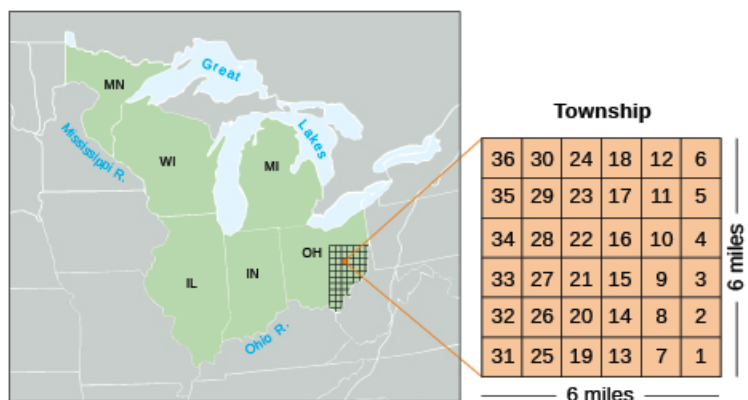 MN
Great
Mississippi R.
WI
Lakes
MI
OH
IL
IN
Ohio R.
Township
36 30 24 18 12 6
35 29 23 17 11 5
34 28 22 16 10 4
33 27 21 15 9 3
32 26 20 14 8 2
31 25 19 13 7 1
6 miles
6 miles